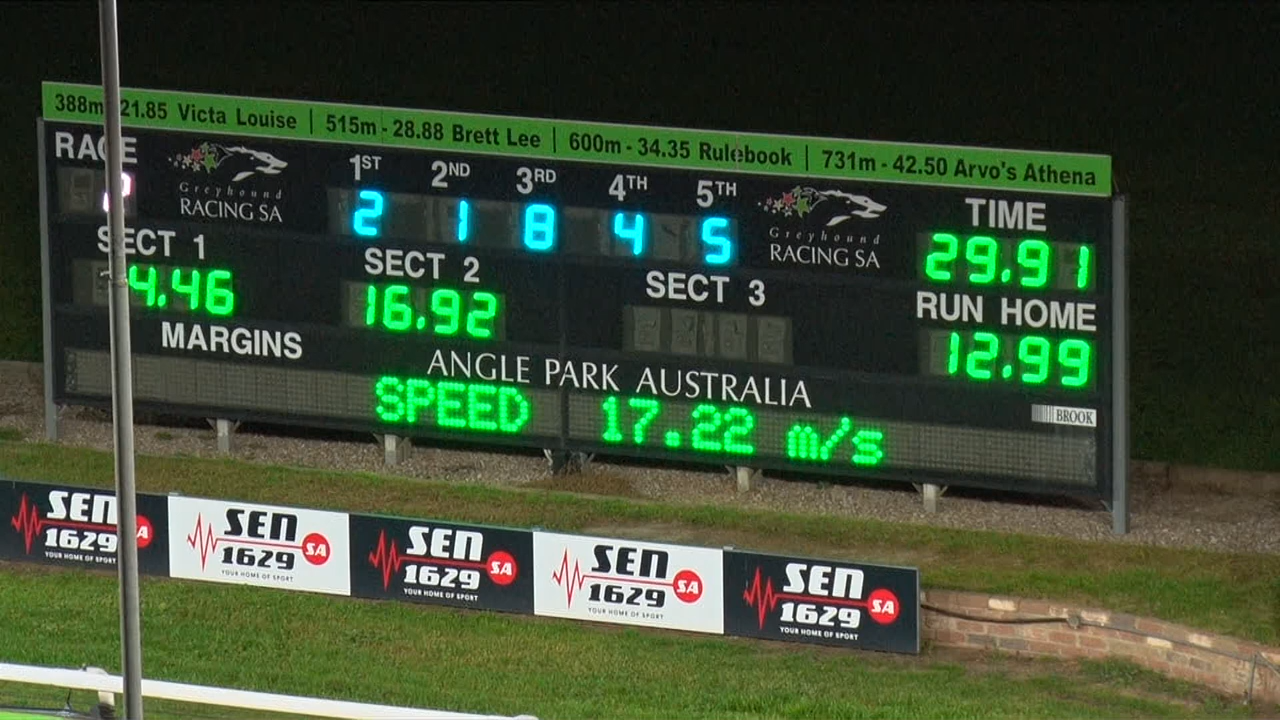 388m 21.85 Victa Louise | 515m - 28.88 Brett Lee | 600m - 34.35 Rulebook | 731m - 42.50 Arvo's Athena
RACE
Greyhound
RACING SA
1ST 2ND 3RD 4TH 5TH
2 1 8 4 5
Greyhound
RACING SA
TIME
29.91
SECT 1
4.46
SECT 2
16.92
SECT 3
RUN HOME
12.99
MARGINS
ANGLE PARK AUSTRALIA
SPEED 17.22 m/s
BROOK
SEN
1629 SA
YOUR HOME OF SPORT
SEN
1629 SA
YOUR HOME OF SPORT
SEN
1629 SA
YOUR HOME OF SPORT
SEN
1629 SA
YOUR HOME OF SPORT
SEN
1629 SA
YOUR HOME OF SPORT